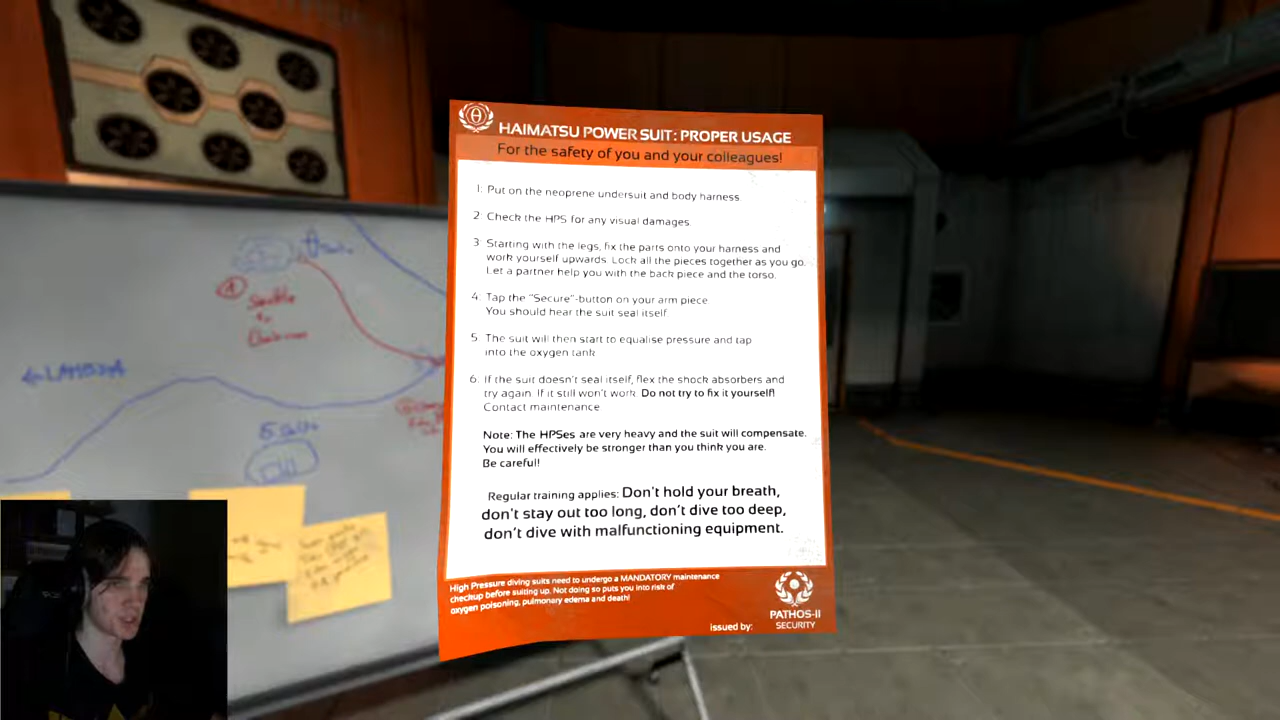 HAIMATSU POWER SUIT: PROPER USAGE
For the safety of you and your colleagues!
1: Put on the neoprene undersuit and body harness
2: Check the HPS for any visual damages.
3 Starting with the legs, fix the parts onto your harness and
work yourself upwards. Lock all the pieces together as you go.
Let a partner help you with the back piece and the torso.
4: Tap the "Secure"-button on your arm piece.
You should hear the suit seal itself
5 The suit will then start to equalise pressure and tap
into the oxygen tank
6: If the suit doesn't seal itself, flex the shock absorbers and
try again. If it still won't work. Do not try to fix it yourself!
Contact maintenance
Note: The HPSes are very heavy and the suit will compensate.
You will effectively be stronger than you think you are.
Be careful!
Regular training applies: Don't hold your breath,
don't stay out too long, don't dive too deep,
don't dive with malfunctioning equipment.
High Pressure diving suits need to undergo a MANDATORY maintenance
checkup before suiting up. Not doing so puts you into risk of
oxygen poisoning, pulmonary edema and death!
issued by:
PATHOS-II
SECURITY
←LAMBDA